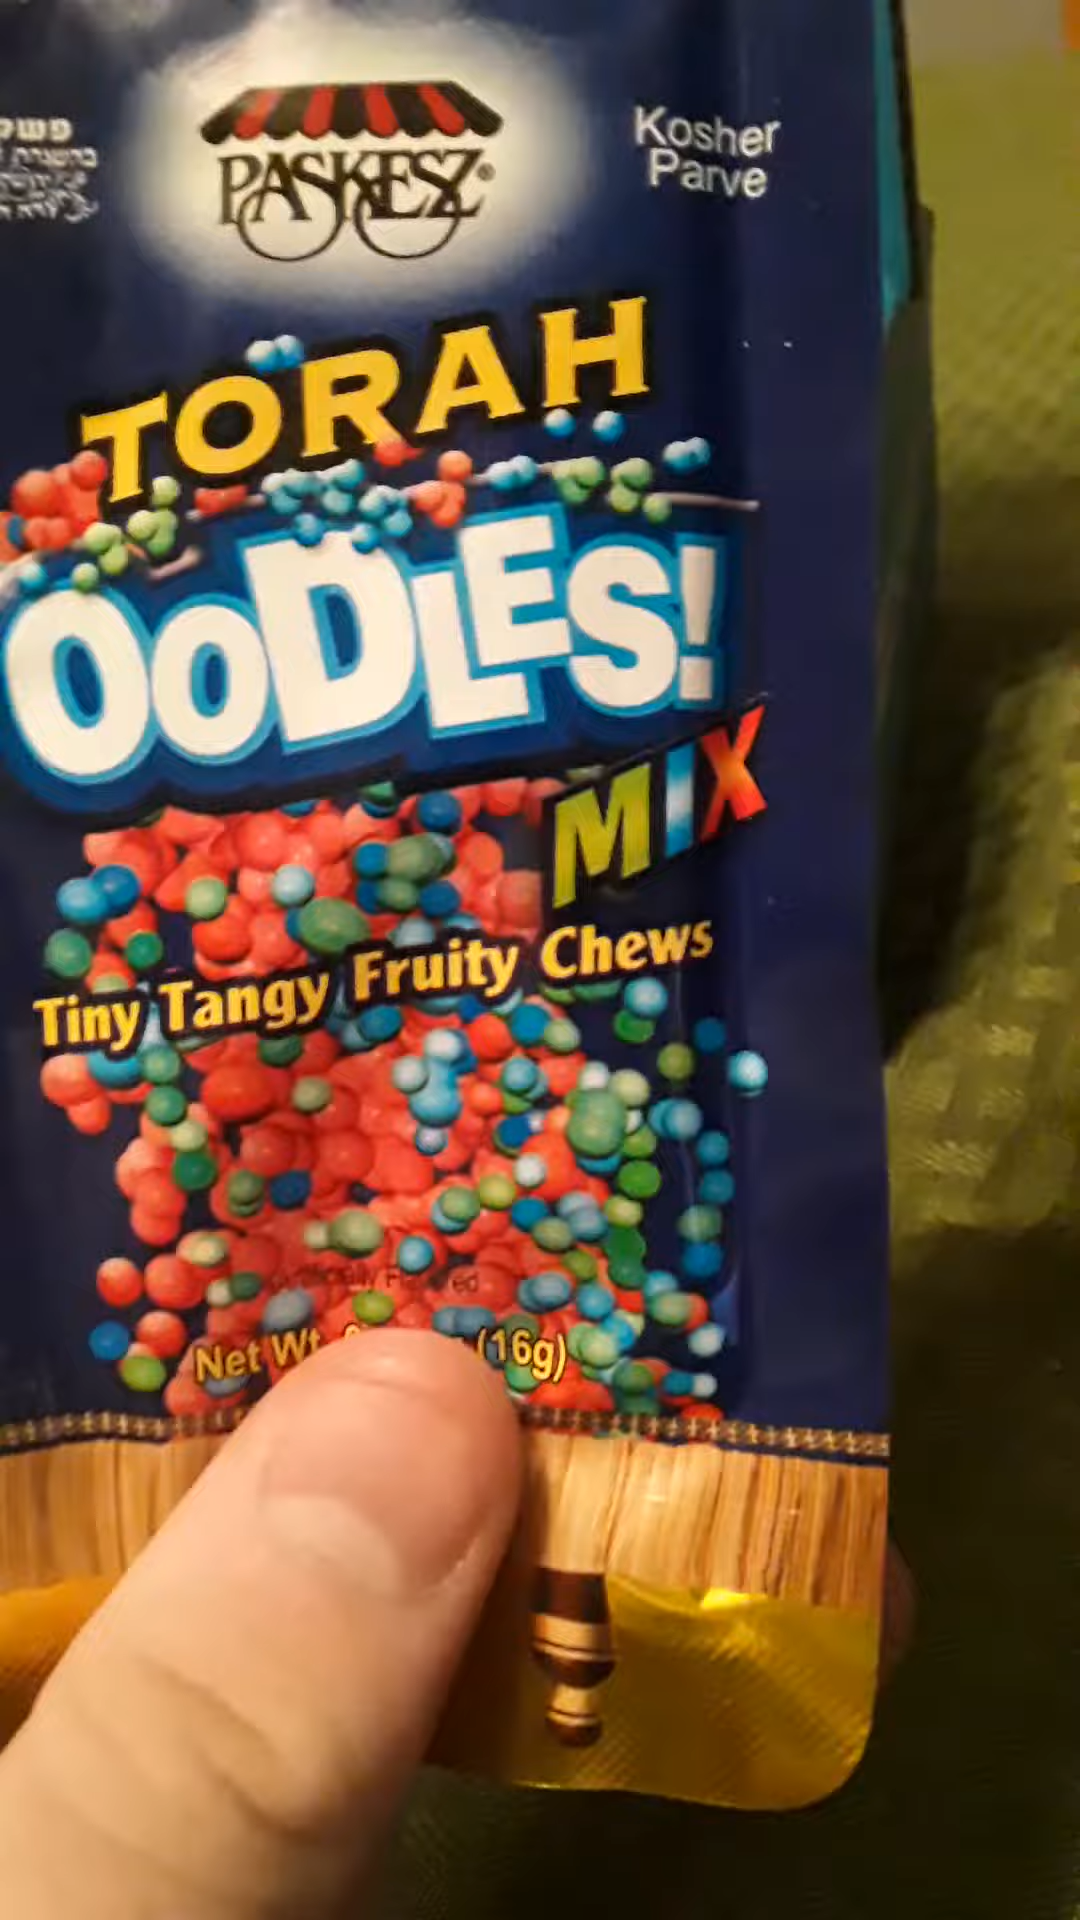 PASKESZ®
Kosher
Parve
TORAH
OODLES!
MIX
Tiny Tangy Fruity Chews
Net Wt. (16g)